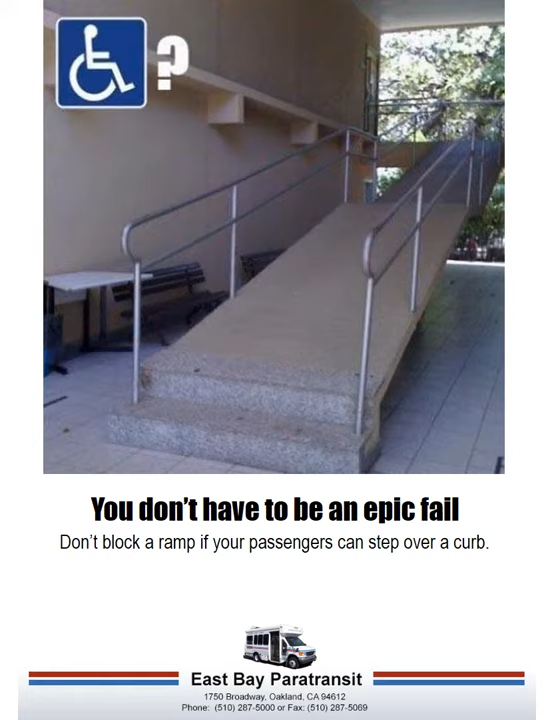 ?
You don't have to be an epic fail
Don't block a ramp if your passengers can step over a curb.
East Bay Paratransit
1750 Broadway, Oakland, CA 94612
Phone: (510) 287-5000 or Fax: (510) 287-5069